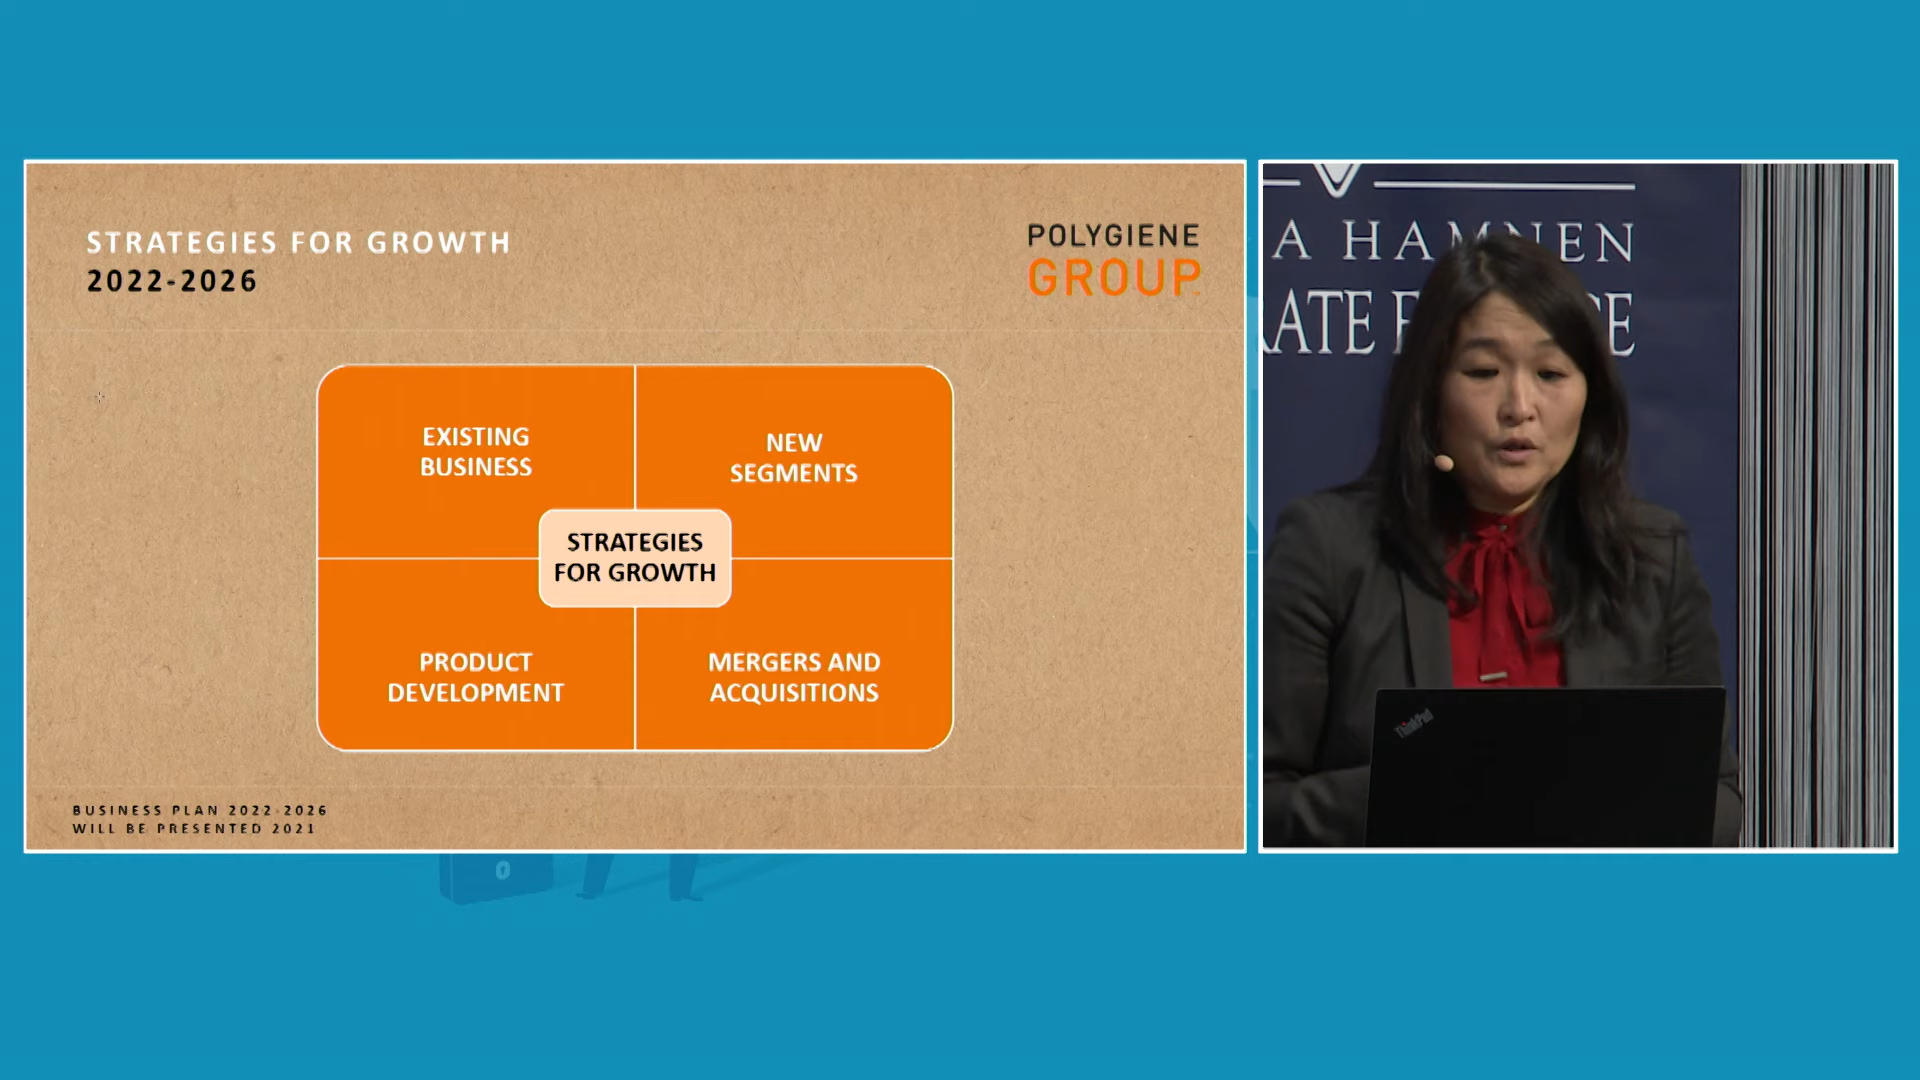 STRATEGIES FOR GROWTH
2022-2026
POLYGIENE
GROUP
EXISTING
BUSINESS
NEW
SEGMENTS
STRATEGIES
FOR GROWTH
PRODUCT
DEVELOPMENT
MERGERS AND
ACQUISITIONS
BUSINESS PLAN 2022-2026
WILL BE PRESENTED 2021
A HAMNEN
ThinkPad